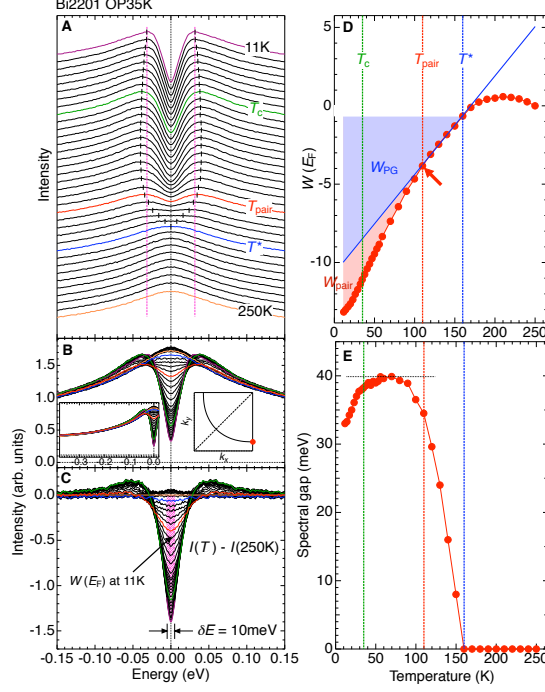 Bi2201 OP35K
A
11K
Tc
Tpair
T*
250K
Intensity
B
1.5
1.0
0.5
0.0
-0.3 -0.2 -0.1 0.0
ky
kx
C
0.0
-0.5
-1.0
-1.5
I(T) - I(250K)
W(EF) at 11K
δE = 10meV
Intensity (arb. units)
-0.15 -0.10 -0.05 0.00 0.05 0.10 0.15
Energy (eV)
D
Tc
Tpair
T*
5
0
-5
-10
W(EF)
WPG
Wpair
0 50 100 150 200 250
E
50
40
30
20
10
0
Spectral gap (meV)
0 50 100 150 200 250
Temperature (K)